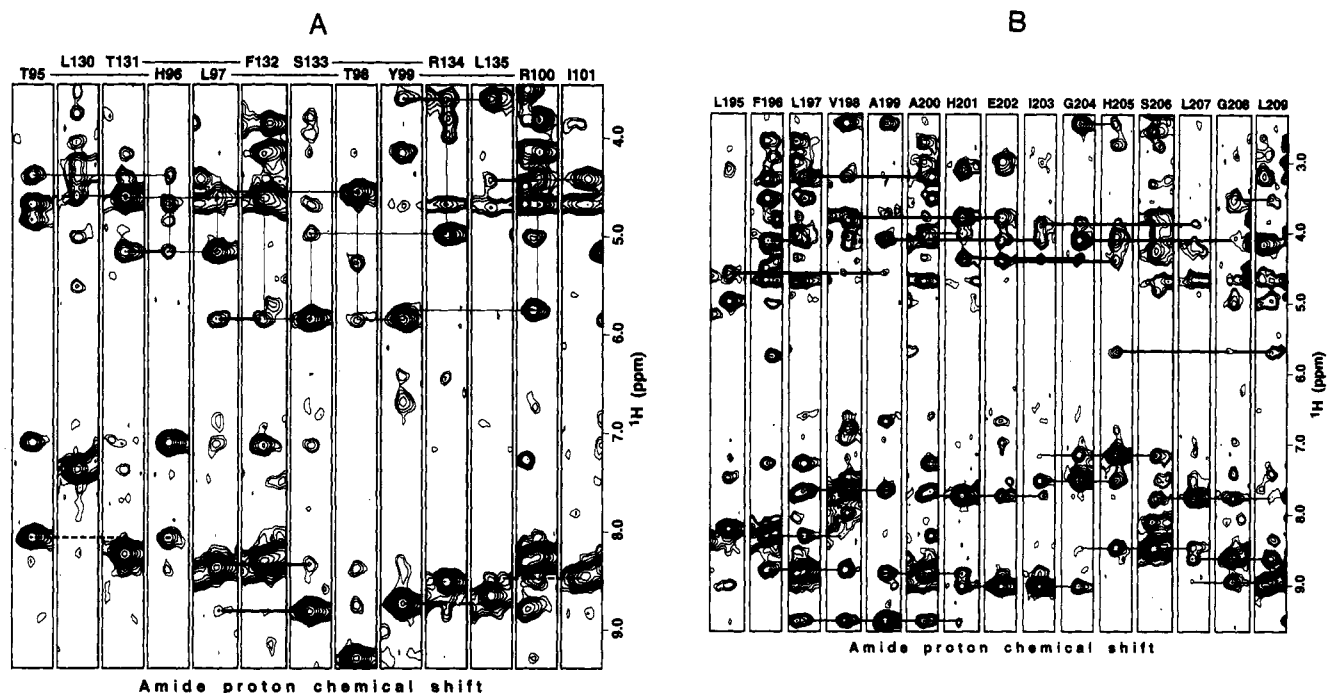 A
L130 T131 F132 S133 R134 L135
T95 H96 L97 T98 Y99 R100 I101
4.0
5.0
6.0
7.0
8.0
9.0
¹H (ppm)
Amide proton chemical shift
B
L195 F196 L197 V198 A199 A200 H201 E202 I203 G204 H205 S206 L207 G208 L209
3.0
4.0
5.0
6.0
7.0
8.0
9.0
¹H (ppm)
Amide proton chemical shift